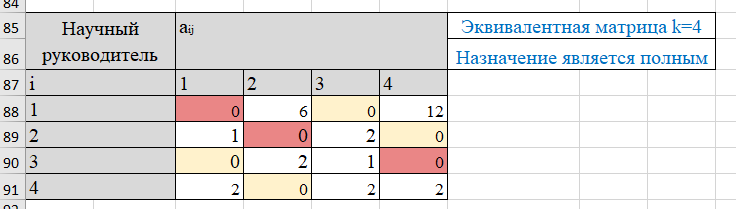 84
85 Научный руководитель aij Эквивалентная матрица k=4
86 Назначение является полным
87 i 1 2 3 4
88 1 0 6 0 12
89 2 1 0 2 0
90 3 0 2 1 0
91 4 2 0 2 2
92